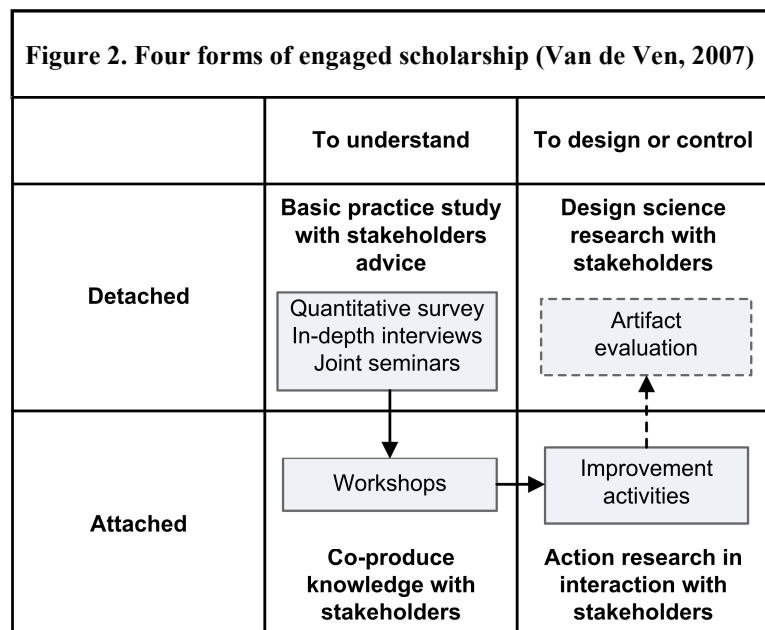 Figure 2. Four forms of engaged scholarship (Van de Ven, 2007)
To understand
To design or control
Detached
Basic practice study
with stakeholders
advice
Quantitative survey
In-depth interviews
Joint seminars
Design science
research with
stakeholders
Artifact
evaluation
Attached
Workshops
Co-produce
knowledge with
stakeholders
Improvement
activities
Action research in
interaction with
stakeholders